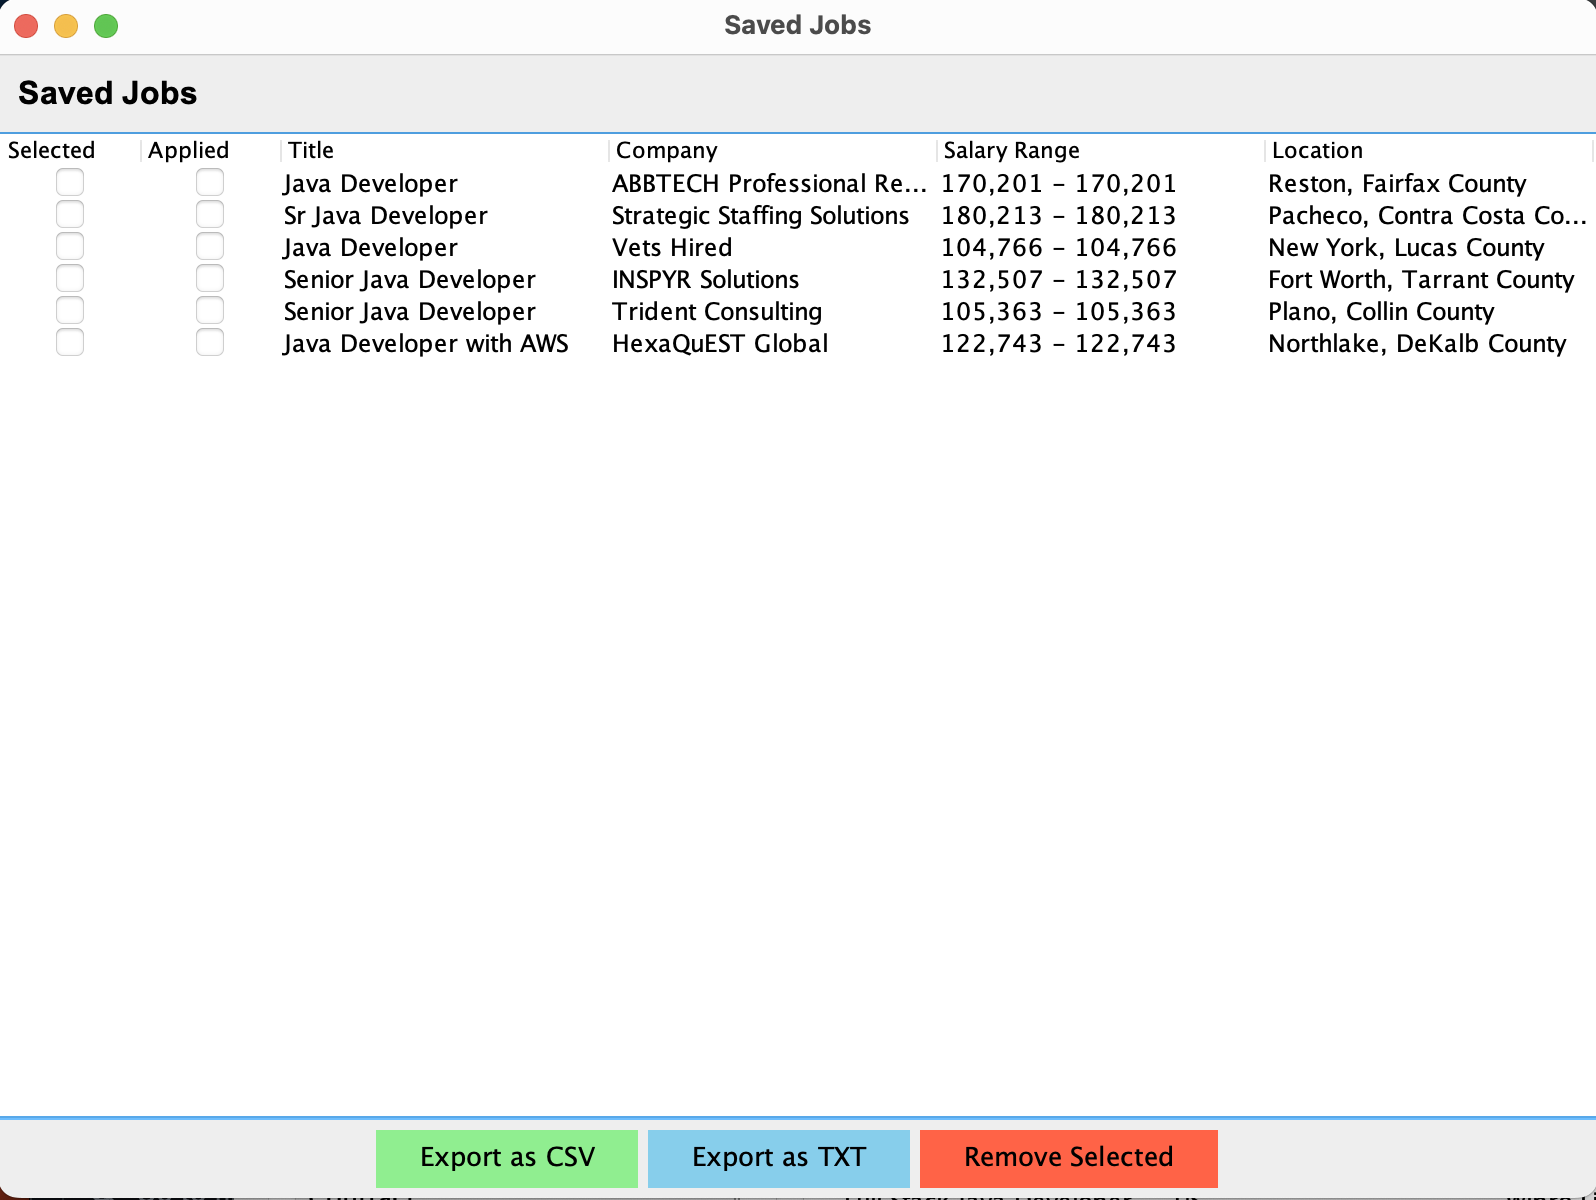 Saved Jobs
Saved Jobs
Selected Applied Title Company Salary Range Location
Java Developer ABBTECH Professional Re... 170,201 - 170,201 Reston, Fairfax County
Sr Java Developer Strategic Staffing Solutions 180,213 - 180,213 Pacheco, Contra Costa Co...
Java Developer Vets Hired 104,766 - 104,766 New York, Lucas County
Senior Java Developer INSPYR Solutions 132,507 - 132,507 Fort Worth, Tarrant County
Senior Java Developer Trident Consulting 105,363 - 105,363 Plano, Collin County
Java Developer with AWS HexaQuEST Global 122,743 - 122,743 Northlake, DeKalb County
Export as CSV Export as TXT Remove Selected